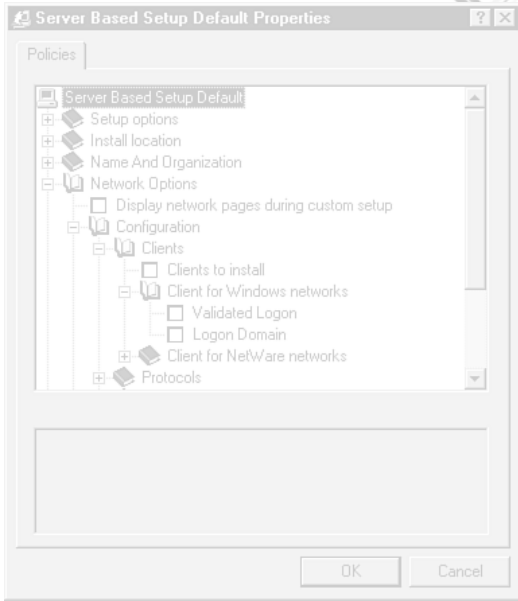 Server Based Setup Default Properties
Policies
Server Based Setup Default
Setup options
Install location
Name And Organization
Network Options
Display network pages during custom setup
Configuration
Clients
Clients to install
Client for Windows networks
Validated Logon
Logon Domain
Client for NetWare networks
Protocols
OK Cancel